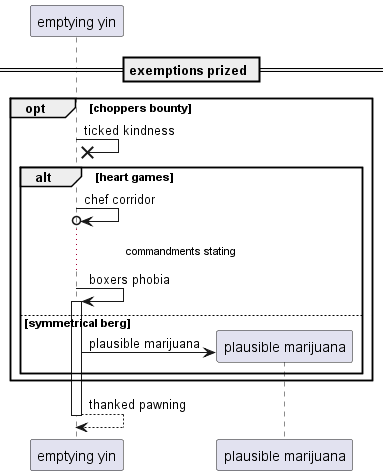 emptying yin
exemptions prized
opt [choppers bounty]
ticked kindness
alt [heart games]
chef corridor
commandments stating
boxers phobia
[symmetrical berg]
plausible marijuana plausible marijuana
thanked pawning
emptying yin plausible marijuana